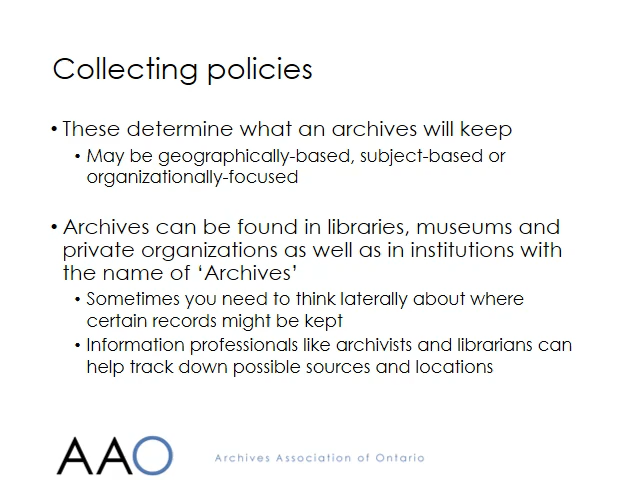 Collecting policies
• These determine what an archives will keep
• May be geographically-based, subject-based or
organizationally-focused
• Archives can be found in libraries, museums and
private organizations as well as in institutions with
the name of ‘Archives’
• Sometimes you need to think laterally about where
certain records might be kept
• Information professionals like archivists and librarians can
help track down possible sources and locations
AAO Archives Association of Ontario